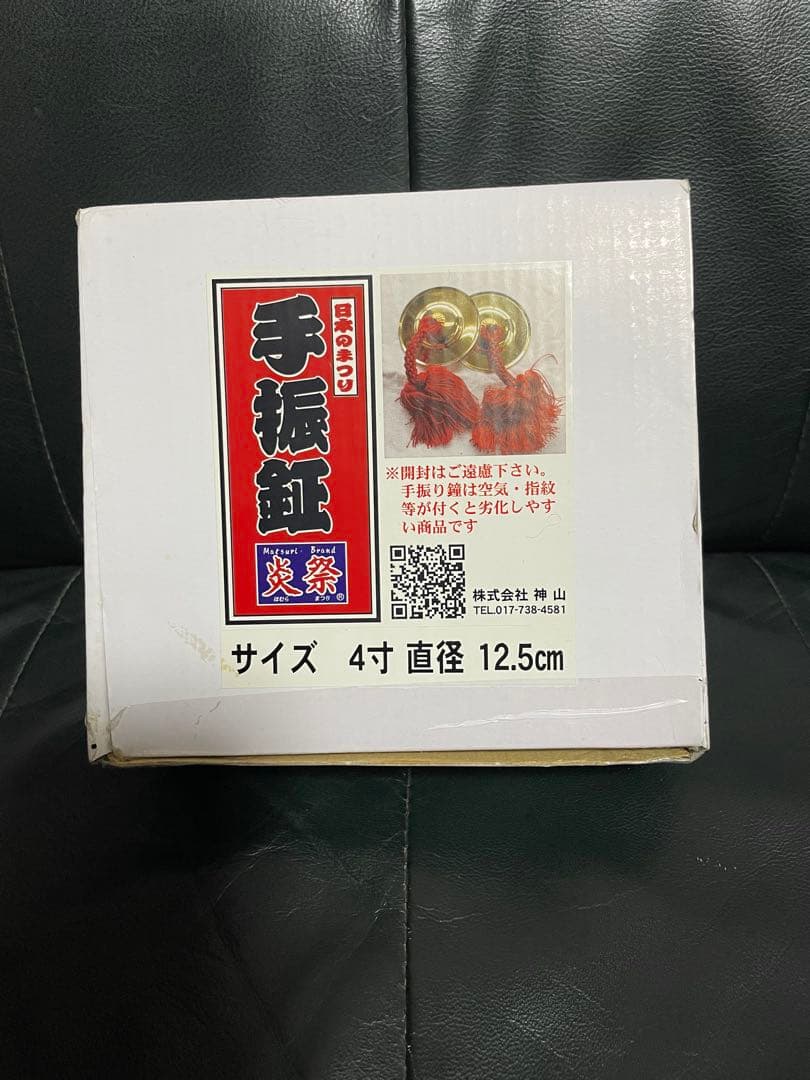 日本のまつり
手振鉦
Matsuri Brand
炎祭
ほむら まつり ®
※開封はご遠慮下さい。
手振り鐘は空気・指紋
等が付くと劣化しやす
い商品です
株式会社 神山
TEL.017-738-4581
サイズ 4寸 直径 12.5cm